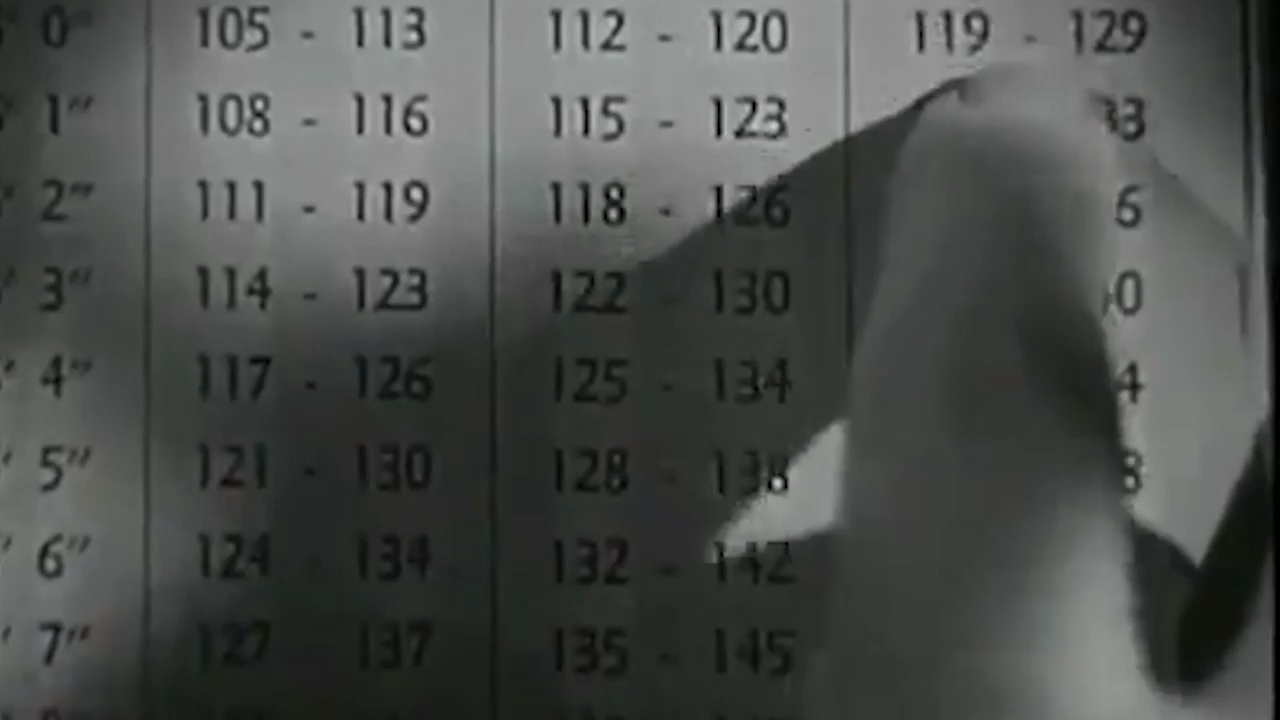 0" 105 - 113 112 - 120 119 - 129
1" 108 - 116 115 - 123
2" 111 - 119 118 - 126
3" 114 - 123 122 - 130
4" 117 - 126 125 - 134
5" 121 - 130 128 - 138
6" 124 - 134 132 - 142
7" 127 137 135 - 145